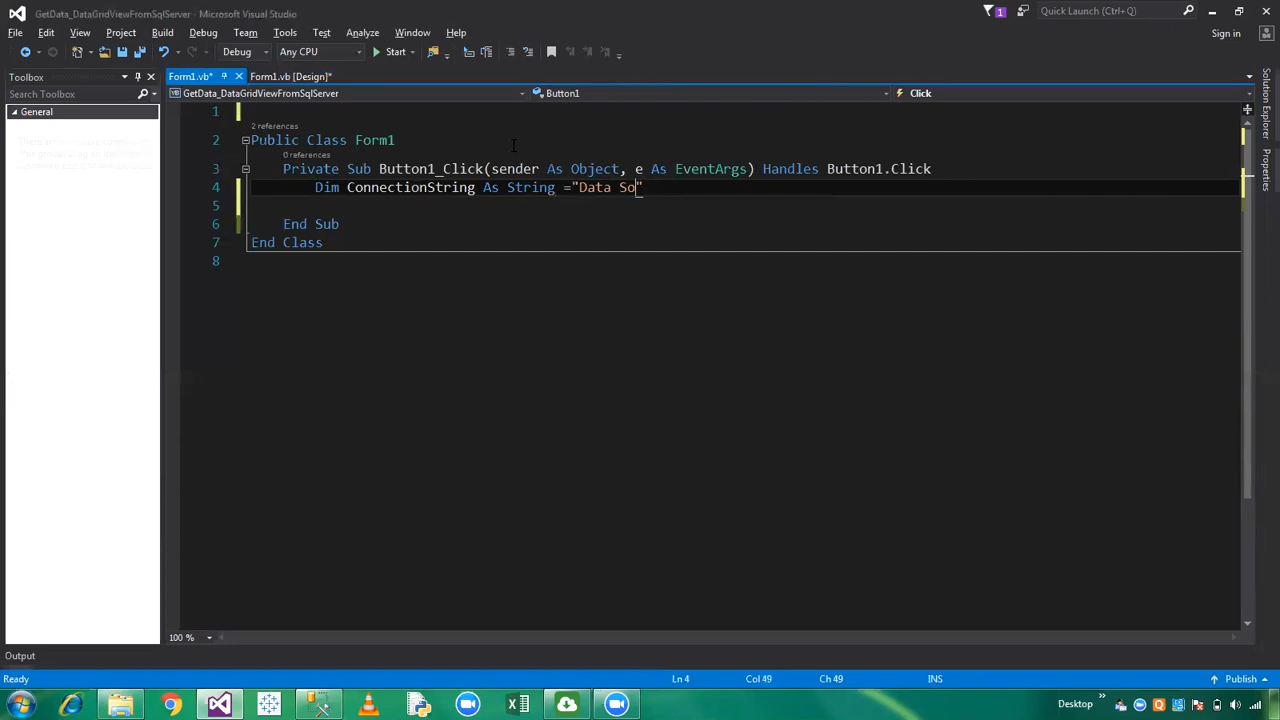 GetData_DataGridViewFromSqlServer - Microsoft Visual Studio
1
Quick Launch (Ctrl+Q)
File Edit View Project Build Debug Team Tools Test Analyze Window Help
Sign in
Debug Any CPU Start
Toolbox
Form1.vb* Form1.vb [Design]*
Search Toolbox
GetData_DataGridViewFromSqlServer Button1 Click
General
1
2 references
2 Public Class Form1
0 references
3 Private Sub Button1_Click(sender As Object, e As EventArgs) Handles Button1.Click
4 Dim ConnectionString As String ="Data So"
5
6 End Sub
7 End Class
8
Solution Explorer
Properties
100 %
Output
Ready Ln 4 Col 49 Ch 49 INS Publish
Desktop